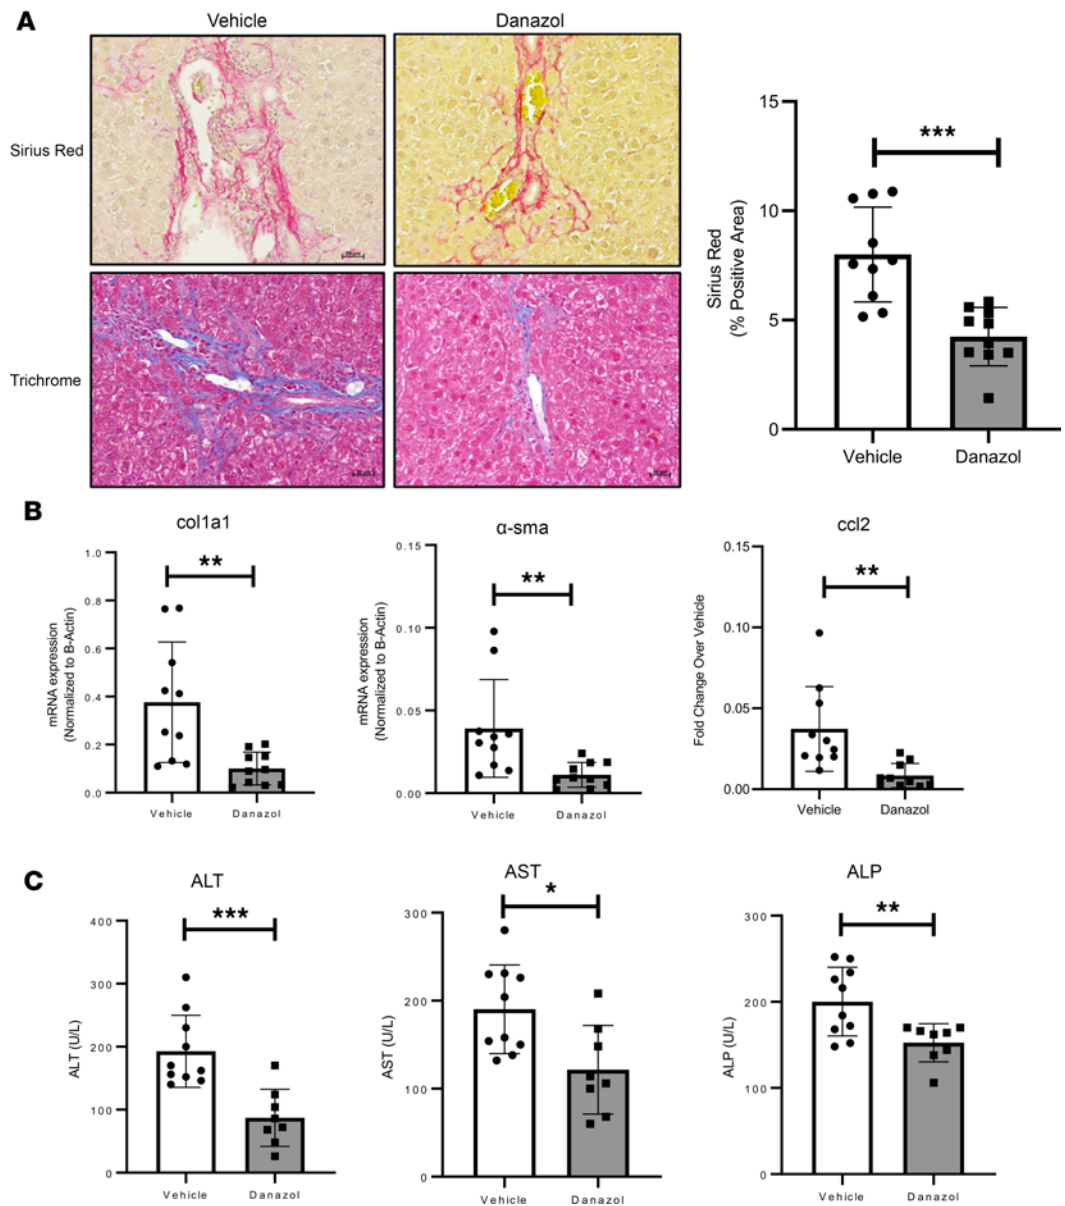 A
Vehicle
Danazol
Sirius Red
Trichrome
Sirius Red
(% Positive Area)
15
10
5
0
***
Vehicle
Danazol
B
col1a1
mRNA expression
(Normalized to B-Actin)
1.0
0.8
0.6
0.4
0.2
0.0
**
Vehicle
Danazol
α-sma
mRNA expression
(Normalized to B-Actin)
0.15
0.10
0.05
0.00
**
Vehicle
Danazol
ccl2
Fold Change Over Vehicle
0.15
0.10
0.05
0.00
**
Vehicle
Danazol
C
ALT
ALT (U/L)
400
300
200
100
0
***
Vehicle
Danazol
AST
AST (U/L)
300
200
100
0
*
Vehicle
Danazol
ALP
ALP (U/L)
300
200
100
0
**
Vehicle
Danazol